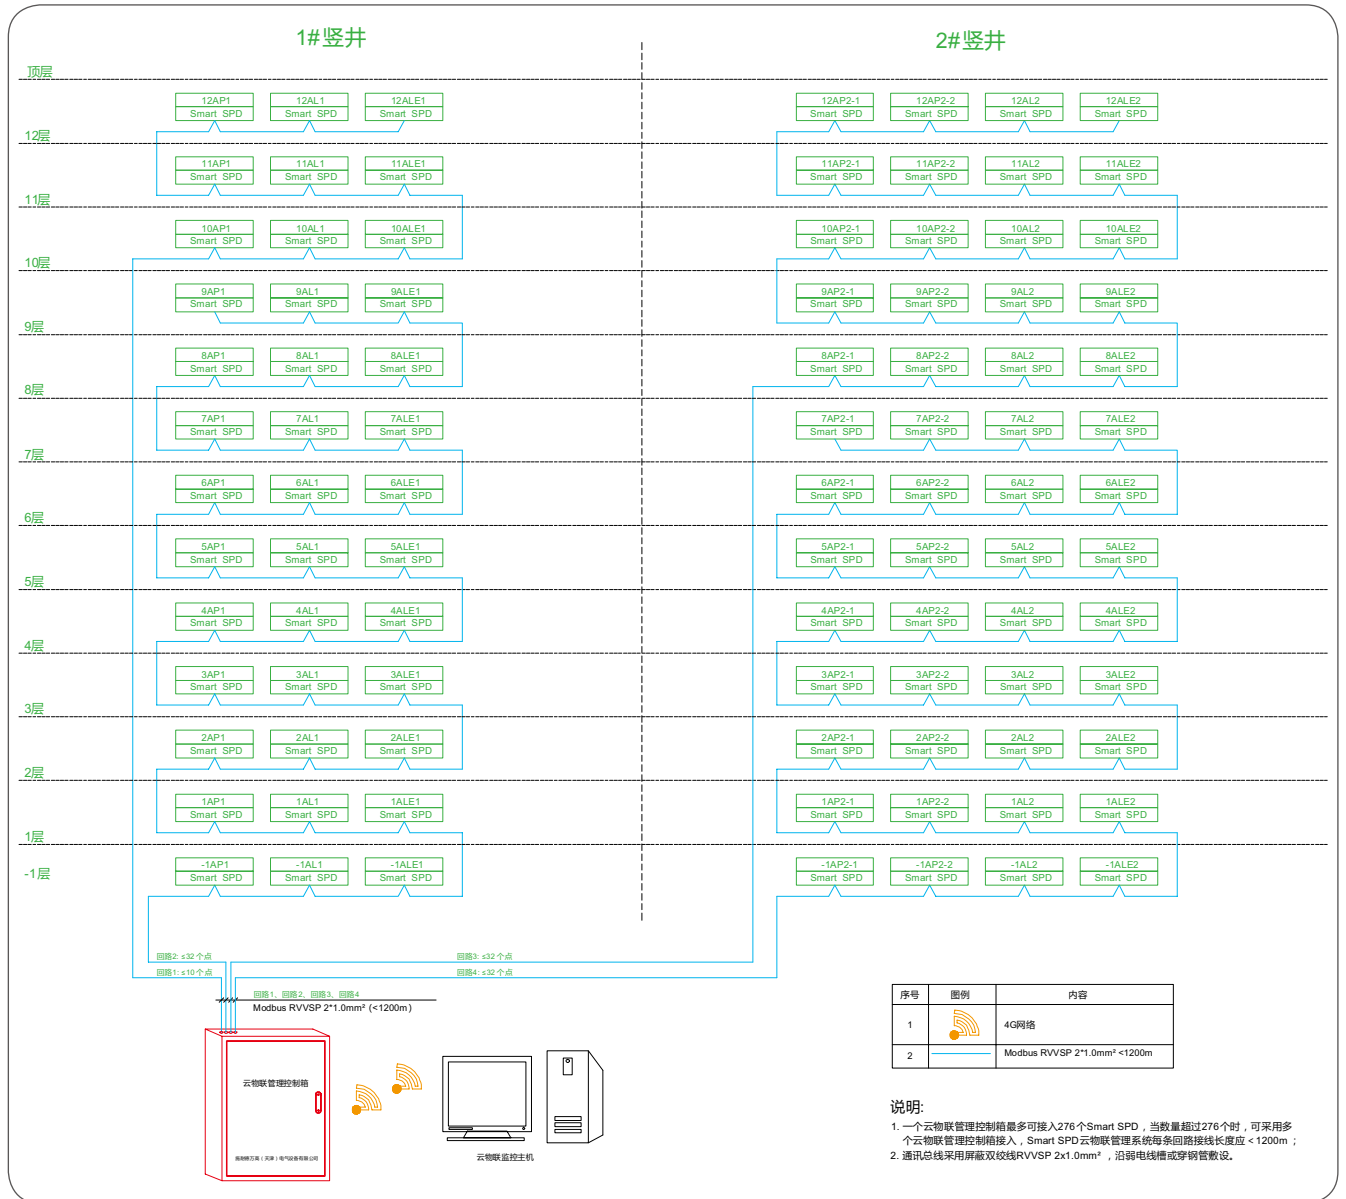 1#竖井
2#竖井
顶层
12AP1 12AL1 12ALE1 12AP2-1 12AP2-2 12AL2 12ALE2
Smart SPD Smart SPD Smart SPD Smart SPD Smart SPD Smart SPD Smart SPD
12层
11AP1 11AL1 11ALE1 11AP2-1 11AP2-2 11AL2 11ALE2
Smart SPD Smart SPD Smart SPD Smart SPD Smart SPD Smart SPD Smart SPD
11层
10AP1 10AL1 10ALE1 10AP2-1 10AP2-2 10AL2 10ALE2
Smart SPD Smart SPD Smart SPD Smart SPD Smart SPD Smart SPD Smart SPD
10层
9AP1 9AL1 9ALE1 9AP2-1 9AP2-2 9AL2 9ALE2
Smart SPD Smart SPD Smart SPD Smart SPD Smart SPD Smart SPD Smart SPD
9层
8AP1 8AL1 8ALE1 8AP2-1 8AP2-2 8AL2 8ALE2
Smart SPD Smart SPD Smart SPD Smart SPD Smart SPD Smart SPD Smart SPD
8层
7AP1 7AL1 7ALE1 7AP2-1 7AP2-2 7AL2 7ALE2
Smart SPD Smart SPD Smart SPD Smart SPD Smart SPD Smart SPD Smart SPD
7层
6AP1 6AL1 6ALE1 6AP2-1 6AP2-2 6AL2 6ALE2
Smart SPD Smart SPD Smart SPD Smart SPD Smart SPD Smart SPD Smart SPD
6层
5AP1 5AL1 5ALE1 5AP2-1 5AP2-2 5AL2 5ALE2
Smart SPD Smart SPD Smart SPD Smart SPD Smart SPD Smart SPD Smart SPD
5层
4AP1 4AL1 4ALE1 4AP2-1 4AP2-2 4AL2 4ALE2
Smart SPD Smart SPD Smart SPD Smart SPD Smart SPD Smart SPD Smart SPD
4层
3AP1 3AL1 3ALE1 3AP2-1 3AP2-2 3AL2 3ALE2
Smart SPD Smart SPD Smart SPD Smart SPD Smart SPD Smart SPD Smart SPD
3层
2AP1 2AL1 2ALE1 2AP2-1 2AP2-2 2AL2 2ALE2
Smart SPD Smart SPD Smart SPD Smart SPD Smart SPD Smart SPD Smart SPD
2层
1AP1 1AL1 1ALE1 1AP2-1 1AP2-2 1AL2 1ALE2
Smart SPD Smart SPD Smart SPD Smart SPD Smart SPD Smart SPD Smart SPD
1层
-1AP1 -1AL1 -1ALE1 -1AP2-1 -1AP2-2 -1AL2 -1ALE2
-1层 Smart SPD Smart SPD Smart SPD Smart SPD Smart SPD Smart SPD Smart SPD
回路2: ≤32个点 回路3: ≤32个点
回路1: ≤10个点 回路4: ≤32个点
回路1、回路2、回路3、回路4
Modbus RVVSP 2*1.0mm² (<1200m)
云物联管理控制箱
施耐德万高（天津）电气设备有限公司
云物联监控主机
序号 图例 内容
1 4G网络
2 Modbus RVVSP 2*1.0mm² <1200m
说明:
1. 一个云物联管理控制箱最多可接入276个Smart SPD，当数量超过276个时，可采用多
个云物联管理控制箱接入，Smart SPD云物联管理系统每条回路接线长度应＜1200m；
2. 通讯总线采用屏蔽双绞线RVVSP 2x1.0mm²，沿弱电线槽或穿钢管敷设。